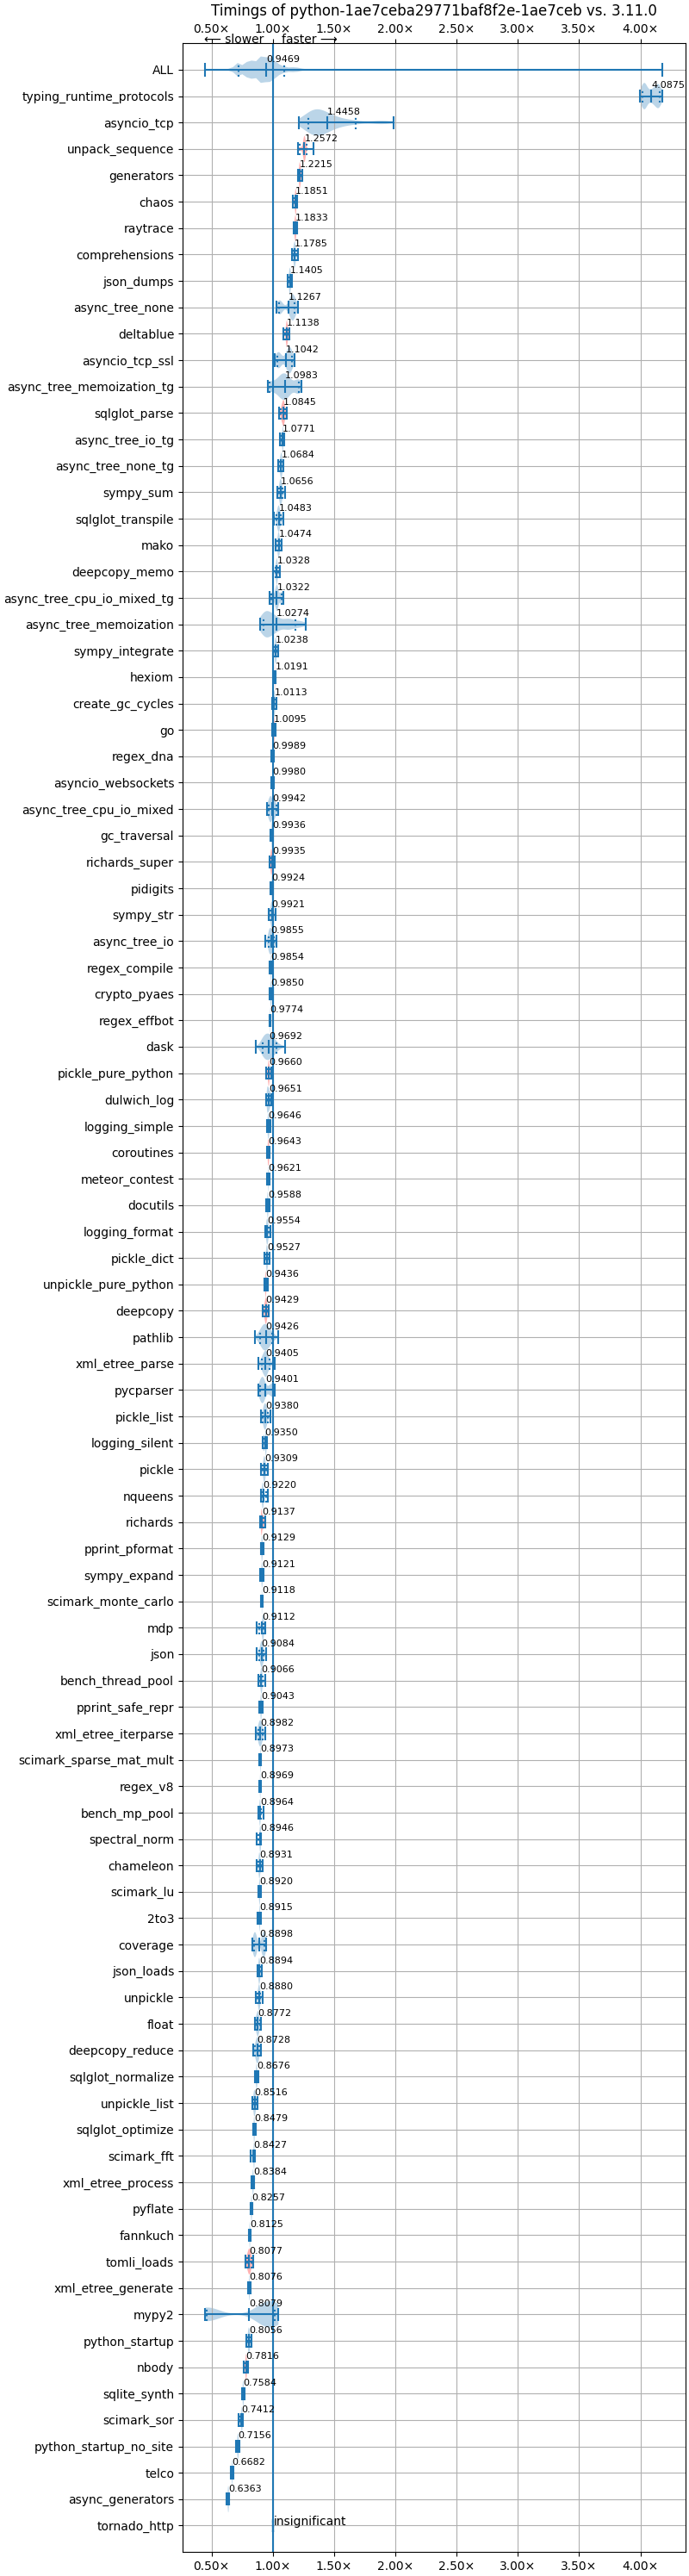 Timings of python-1ae7ceba29771baf8f2e-1ae7ceb vs. 3.11.0
0.50× 1.00× 1.50× 2.00× 2.50× 3.00× 3.50× 4.00×
⟵ slower faster ⟶
ALL 0.9469
typing_runtime_protocols 4.0875
asyncio_tcp 1.4458
unpack_sequence 1.2572
generators 1.2215
chaos 1.1851
raytrace 1.1833
comprehensions 1.1785
json_dumps 1.1405
async_tree_none 1.1267
deltablue 1.1138
asyncio_tcp_ssl 1.1042
async_tree_memoization_tg 1.0983
sqlglot_parse 1.0845
async_tree_io_tg 1.0771
async_tree_none_tg 1.0684
sympy_sum 1.0656
sqlglot_transpile 1.0483
mako 1.0474
deepcopy_memo 1.0328
async_tree_cpu_io_mixed_tg 1.0322
async_tree_memoization 1.0274
sympy_integrate 1.0238
hexiom 1.0191
create_gc_cycles 1.0113
go 1.0095
regex_dna 0.9989
asyncio_websockets 0.9980
async_tree_cpu_io_mixed 0.9942
gc_traversal 0.9936
richards_super 0.9935
pidigits 0.9924
sympy_str 0.9921
async_tree_io 0.9855
regex_compile 0.9854
crypto_pyaes 0.9850
regex_effbot 0.9774
dask 0.9692
pickle_pure_python 0.9660
dulwich_log 0.9651
logging_simple 0.9646
coroutines 0.9643
meteor_contest 0.9621
docutils 0.9588
logging_format 0.9554
pickle_dict 0.9527
unpickle_pure_python 0.9436
deepcopy 0.9429
pathlib 0.9426
xml_etree_parse 0.9405
pycparser 0.9401
pickle_list 0.9380
logging_silent 0.9350
pickle 0.9309
nqueens 0.9220
richards 0.9137
pprint_pformat 0.9129
sympy_expand 0.9121
scimark_monte_carlo 0.9118
mdp 0.9112
json 0.9084
bench_thread_pool 0.9066
pprint_safe_repr 0.9043
xml_etree_iterparse 0.8982
scimark_sparse_mat_mult 0.8973
regex_v8 0.8969
bench_mp_pool 0.8964
spectral_norm 0.8946
chameleon 0.8931
scimark_lu 0.8920
2to3 0.8915
coverage 0.8898
json_loads 0.8894
unpickle 0.8880
float 0.8772
deepcopy_reduce 0.8728
sqlglot_normalize 0.8676
unpickle_list 0.8516
sqlglot_optimize 0.8479
scimark_fft 0.8427
xml_etree_process 0.8384
pyflate 0.8257
fannkuch 0.8125
tomli_loads 0.8077
xml_etree_generate 0.8076
mypy2 0.8079
python_startup 0.8056
nbody 0.7816
sqlite_synth 0.7584
scimark_sor 0.7412
python_startup_no_site 0.7156
telco 0.6682
async_generators 0.6363
tornado_http insignificant
0.50× 1.00× 1.50× 2.00× 2.50× 3.00× 3.50× 4.00×